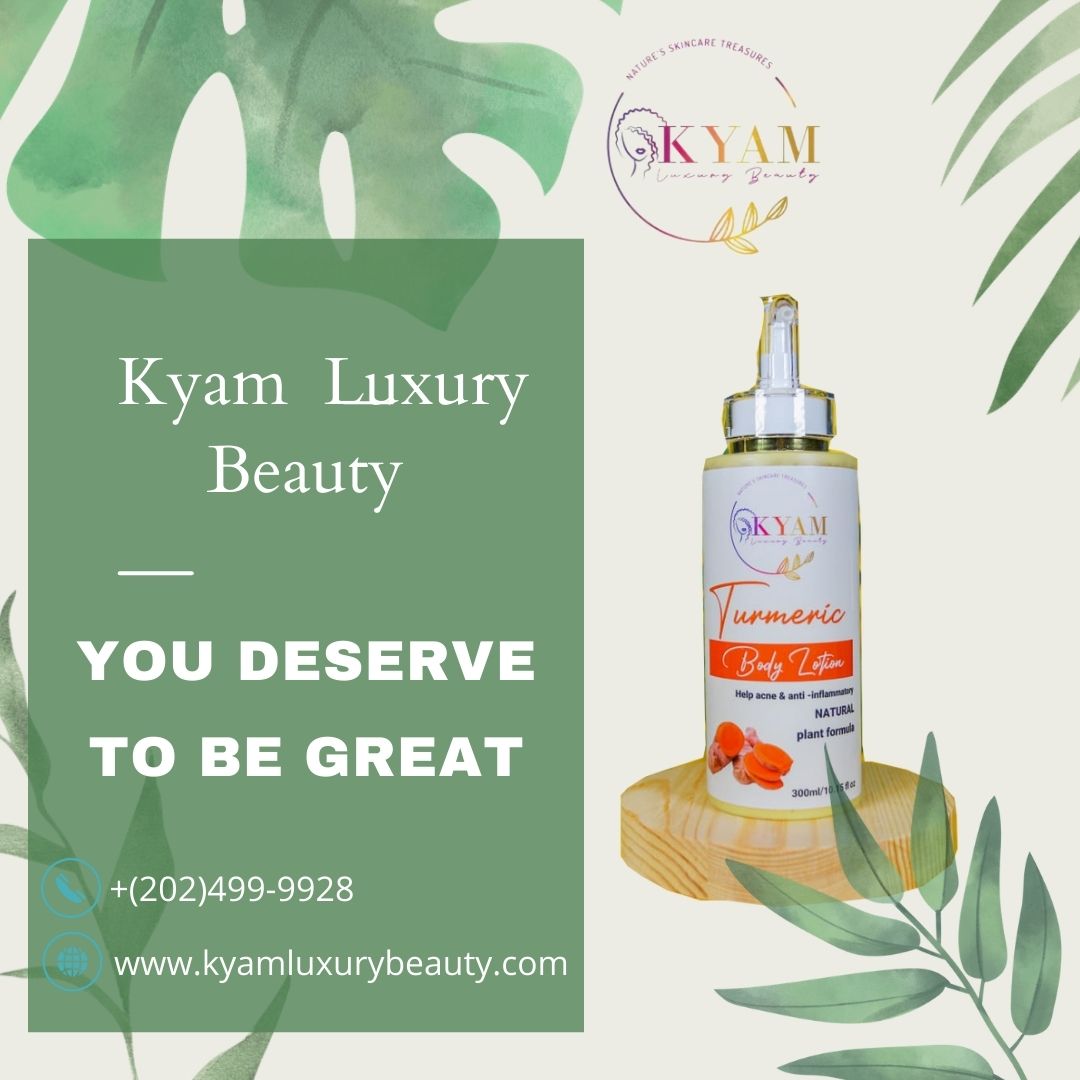 NATURE'S SKINCARE TREASURES
KYAM
Luxury Beauty
Kyam Luxury
Beauty
YOU DESERVE
TO BE GREAT
+(202)499-9928
www.kyamluxurybeauty.com
NATURE'S SKINCARE TREASURES
KYAM
Luxury Beauty
Turmeric
Body Lotion
Help acne & anti -inflammatory
NATURAL
plant formula
300ml/10.15 fl oz